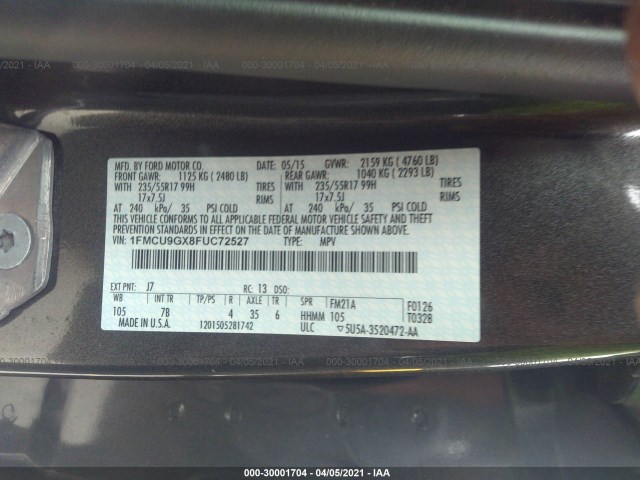 000-30001704 - 04/05/2021 - IAA
MFD. BY FORD MOTOR CO. 05/15 GVWR: 2159 KG ( 4760 LB)
FRONT GAWR: 1125 KG ( 2480 LB) REAR GAWR: 1040 KG ( 2293 LB)
WITH 235/55R17 99H TIRES WITH 235/55R17 99H TIRES
17x7.5J RIMS 17x7.5J RIMS
AT 240 kPa/ 35 PSI COLD AT 240 kPa/ 35 PSI COLD
THIS VEHICLE CONFORMS TO ALL APPLICABLE FEDERAL MOTOR VEHICLE SAFETY AND THEFT
PREVENTION STANDARDS IN EFFECT ON THE DATE OF MANUFACTURE SHOWN ABOVE.
VIN: 1FMCU9GX8FUC72527 TYPE: MPV
EXT PNT: J7 RC: 13 DSO:
WB INT TR TP/PS R AXLE TR SPR FM21A F0126
105 7B 4 35 6 HHMM 105 T0328
MADE IN U.S.A. 1201505281742 ULC ▽5U5A-3520472-AA
000-30001704 - 04/05/2021 - IAA